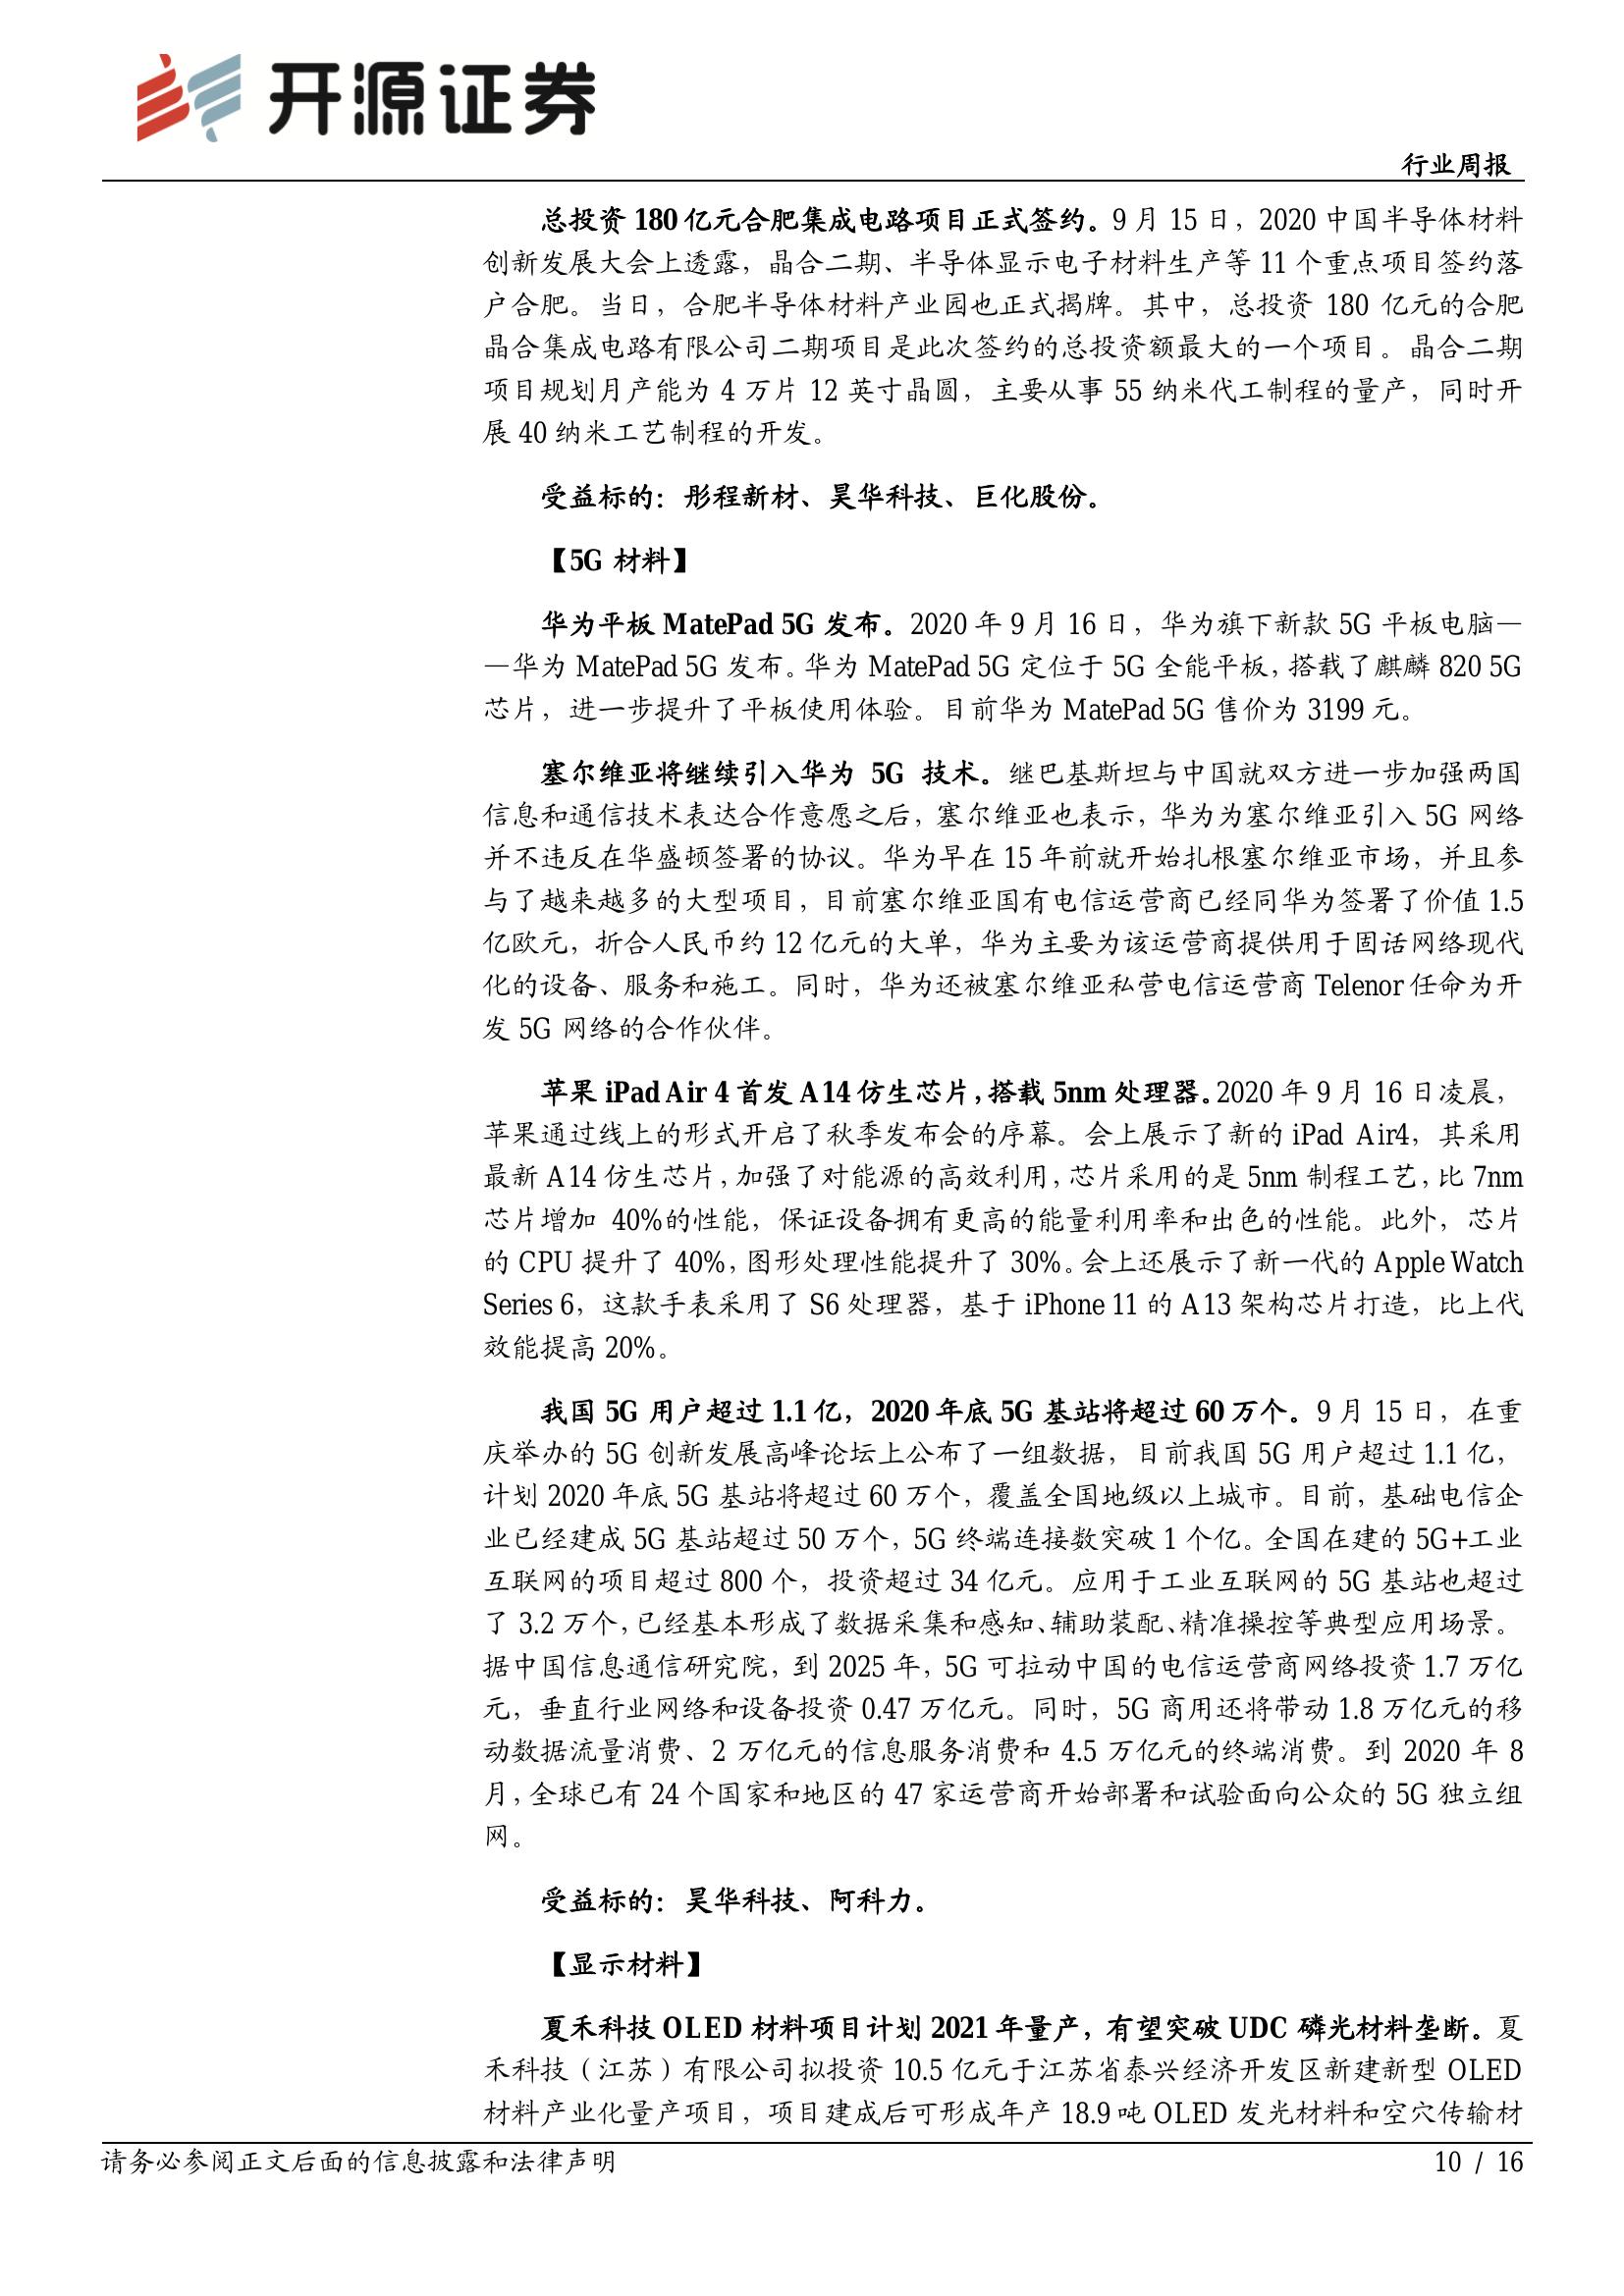 开源证券
行业周报
总投资 180 亿元合肥集成电路项目正式签约。9 月 15 日，2020 中国半导体材料
创新发展大会上透露，晶合二期、半导体显示电子材料生产等 11 个重点项目签约落
户合肥。当日，合肥半导体材料产业园也正式揭牌。其中，总投资 180 亿元的合肥
晶合集成电路有限公司二期项目是此次签约的总投资额最大的一个项目。晶合二期
项目规划月产能为 4 万片 12 英寸晶圆，主要从事 55 纳米代工制程的量产，同时开
展 40 纳米工艺制程的开发。
受益标的：彤程新材、昊华科技、巨化股份。
【5G 材料】
华为平板 MatePad 5G 发布。2020 年 9 月 16 日，华为旗下新款 5G 平板电脑—
—华为 MatePad 5G 发布。华为 MatePad 5G 定位于 5G 全能平板，搭载了麒麟 820 5G
芯片，进一步提升了平板使用体验。目前华为 MatePad 5G 售价为 3199 元。
塞尔维亚将继续引入华为 5G 技术。继巴基斯坦与中国就双方进一步加强两国
信息和通信技术表达合作意愿之后，塞尔维亚也表示，华为为塞尔维亚引入 5G 网络
并不违反在华盛顿签署的协议。华为早在 15 年前就开始扎根塞尔维亚市场，并且参
与了越来越多的大型项目，目前塞尔维亚国有电信运营商已经同华为签署了价值 1.5
亿欧元，折合人民币约 12 亿元的大单，华为主要为该运营商提供用于固话网络现代
化的设备、服务和施工。同时，华为还被塞尔维亚私营电信运营商 Telenor 任命为开
发 5G 网络的合作伙伴。
苹果 iPad Air 4 首发 A14 仿生芯片，搭载 5nm 处理器。2020 年 9 月 16 日凌晨，
苹果通过线上的形式开启了秋季发布会的序幕。会上展示了新的 iPad Air4，其采用
最新 A14 仿生芯片，加强了对能源的高效利用，芯片采用的是 5nm 制程工艺，比 7nm
芯片增加 40%的性能，保证设备拥有更高的能量利用率和出色的性能。此外，芯片
的 CPU 提升了 40%，图形处理性能提升了 30%。会上还展示了新一代的 Apple Watch
Series 6，这款手表采用了 S6 处理器，基于 iPhone 11 的 A13 架构芯片打造，比上代
效能提高 20%。
我国 5G 用户超过 1.1 亿，2020 年底 5G 基站将超过 60 万个。9 月 15 日，在重
庆举办的 5G 创新发展高峰论坛上公布了一组数据，目前我国 5G 用户超过 1.1 亿，
计划 2020 年底 5G 基站将超过 60 万个，覆盖全国地级以上城市。目前，基础电信企
业已经建成 5G 基站超过 50 万个，5G 终端连接数突破 1 个亿。全国在建的 5G+工业
互联网的项目超过 800 个，投资超过 34 亿元。应用于工业互联网的 5G 基站也超过
了 3.2 万个，已经基本形成了数据采集和感知、辅助装配、精准操控等典型应用场景。
据中国信息通信研究院，到 2025 年，5G 可拉动中国的电信运营商网络投资 1.7 万亿
元，垂直行业网络和设备投资 0.47 万亿元。同时，5G 商用还将带动 1.8 万亿元的移
动数据流量消费、2 万亿元的信息服务消费和 4.5 万亿元的终端消费。到 2020 年 8
月，全球已有 24 个国家和地区的 47 家运营商开始部署和试验面向公众的 5G 独立组
网。
受益标的：昊华科技、阿科力。
【显示材料】
夏禾科技 OLED 材料项目计划 2021 年量产，有望突破 UDC 磷光材料垄断。夏
禾科技（江苏）有限公司拟投资 10.5 亿元于江苏省泰兴经济开发区新建新型 OLED
材料产业化量产项目，项目建成后可形成年产 18.9 吨 OLED 发光材料和空穴传输材
请务必参阅正文后面的信息披露和法律声明
10 / 16